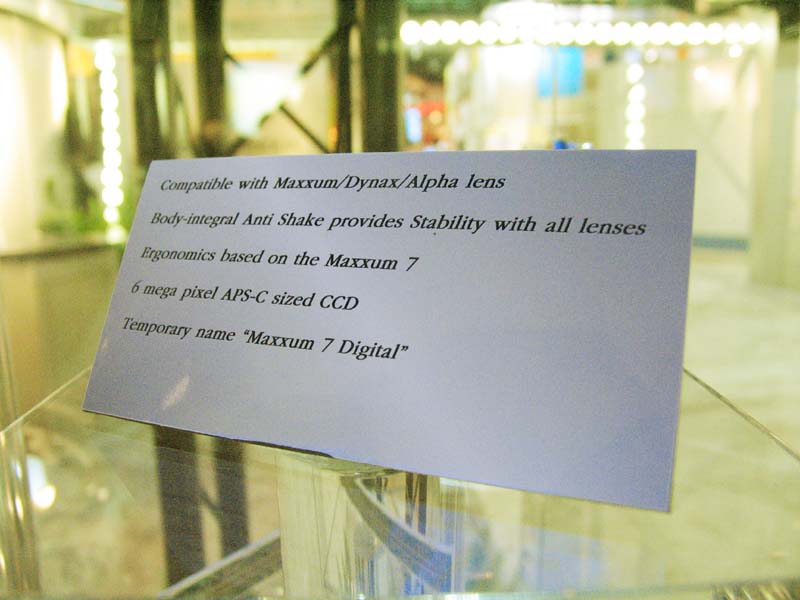 Compatible with Maxxum/Dynax/Alpha lens
Body-integral Anti Shake provides Stability with all lenses
Ergonomics based on the Maxxum 7
6 mega pixel APS-C sized CCD
Temporary name “Maxxum 7 Digital”